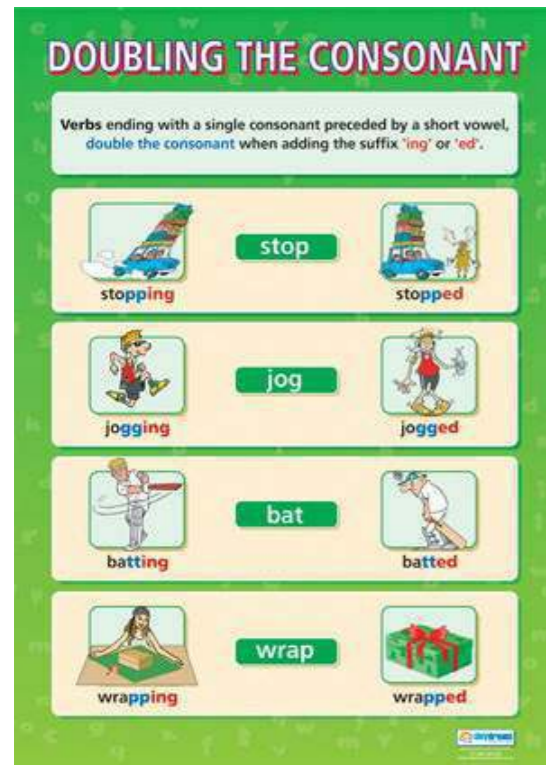 DOUBLING THE CONSONANT
Verbs ending with a single consonant preceded by a short vowel,
double the consonant when adding the suffix 'ing' or 'ed'.
stop
stopping stopped
jog
jogging jogged
bat
batting batted
wrap
wrapping wrapped
daydream